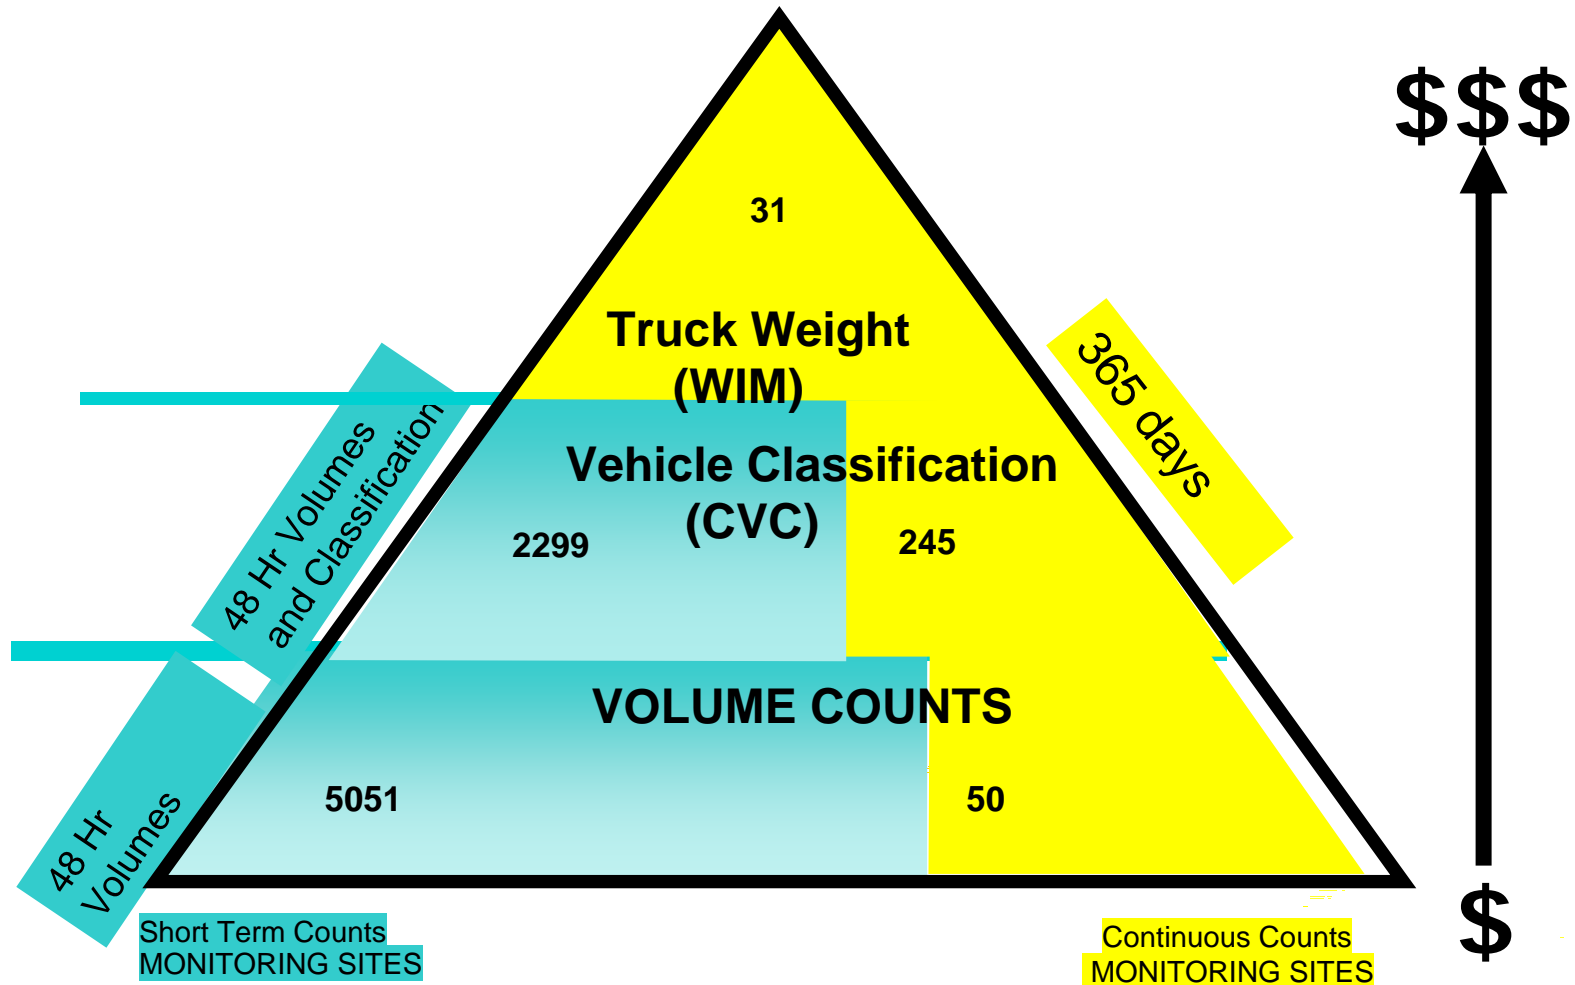 $$$
31
Truck Weight
(WIM)
365 days
48 Hr Volumes
and Classification
Vehicle Classification
(CVC)
2299
245
VOLUME COUNTS
48 Hr
Volumes
5051
50
$
Short Term Counts
MONITORING SITES
Continuous Counts
MONITORING SITES